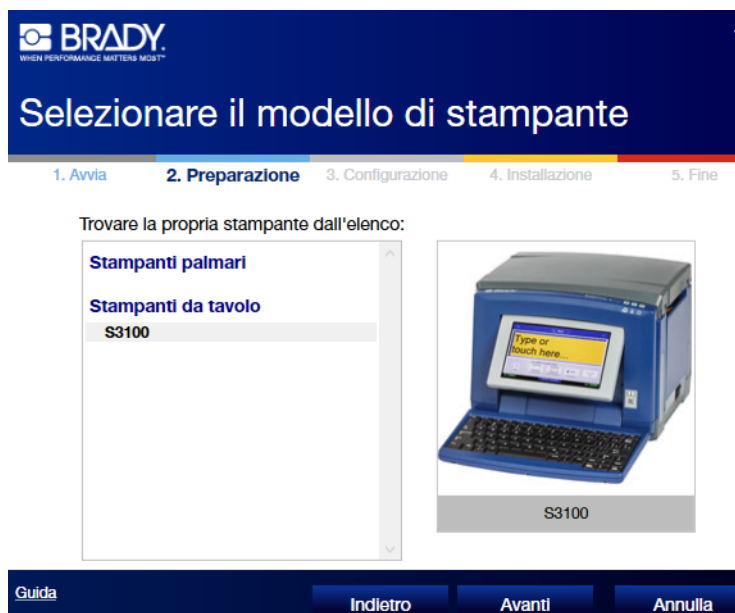 BRADY.
WHEN PERFORMANCE MATTERS MOST™
Selezionare il modello di stampante
1. Avvia 2. Preparazione 3. Configurazione 4. Installazione 5. Fine
Trovare la propria stampante dall'elenco:
Stampanti palmari
Stampanti da tavolo
S3100
Type or
touch here...
S3100
Guida
Indietro Avanti Annulla